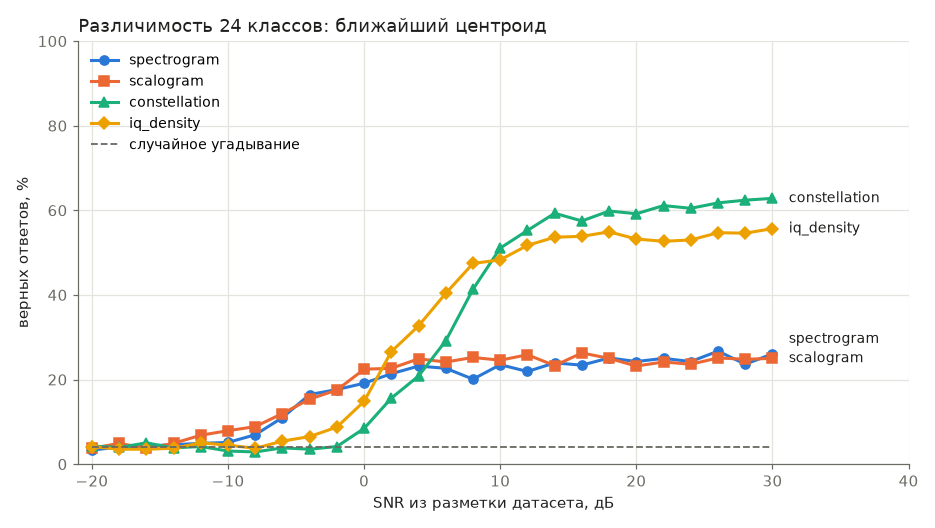 Различимость 24 классов: ближайший центроид
100
80
60
40
20
0
верных ответов, %
spectrogram
scalogram
constellation
iq_density
случайное угадывание
constellation
iq_density
spectrogram
scalogram
−20
−10
0
10
20
30
40
SNR из разметки датасета, дБ